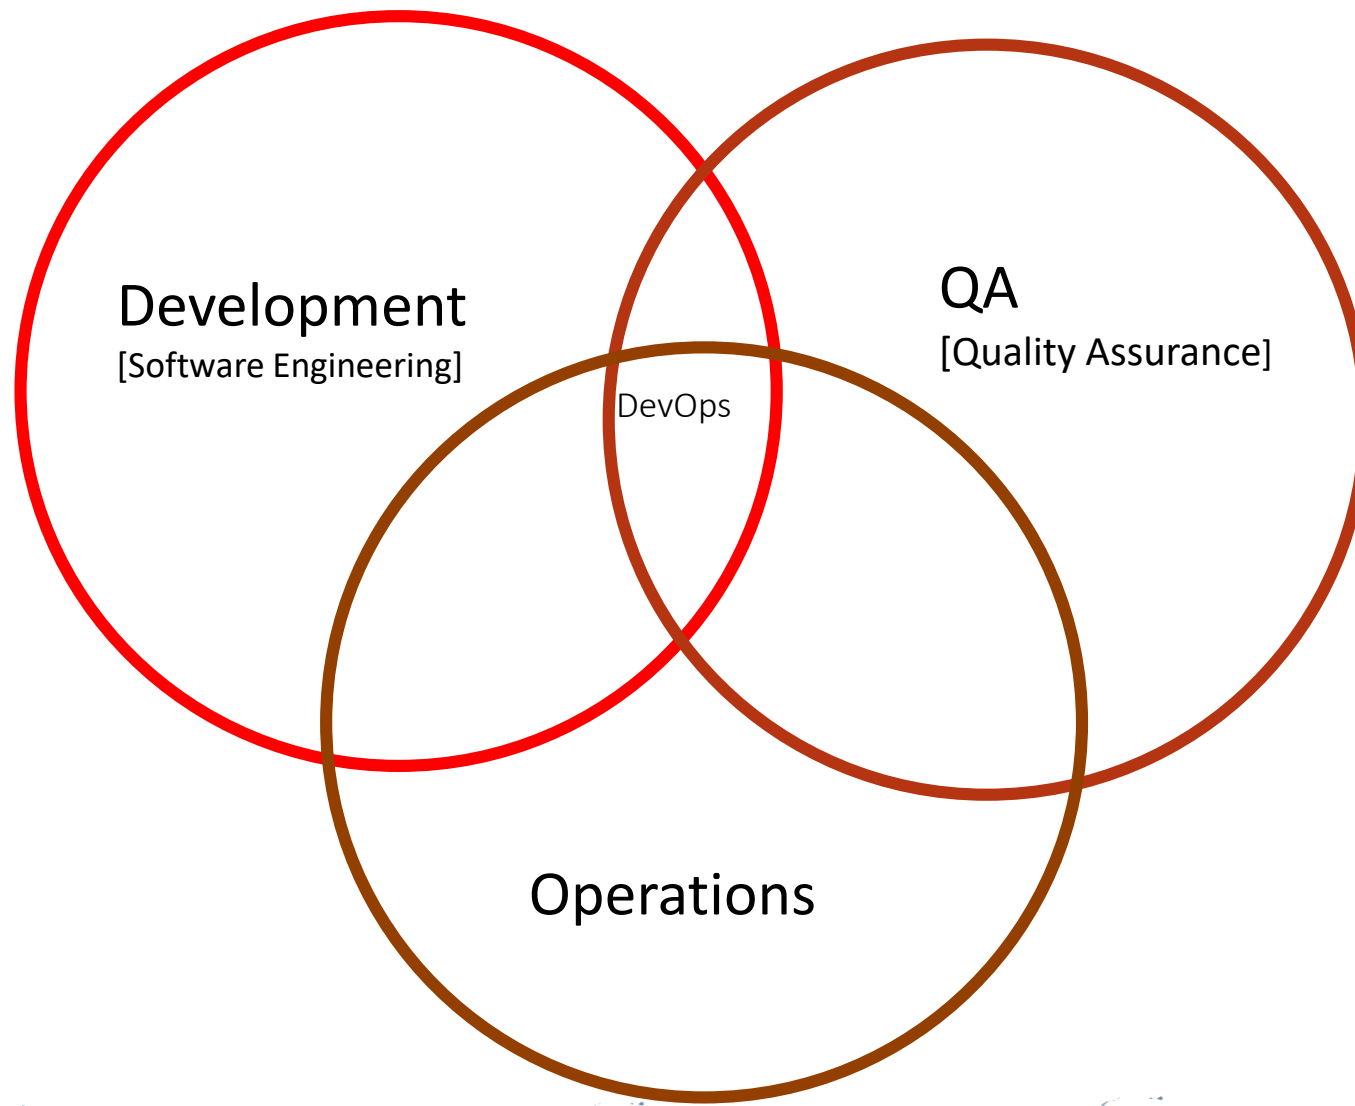 Development
[Software Engineering]
QA
[Quality Assurance]
DevOps
Operations